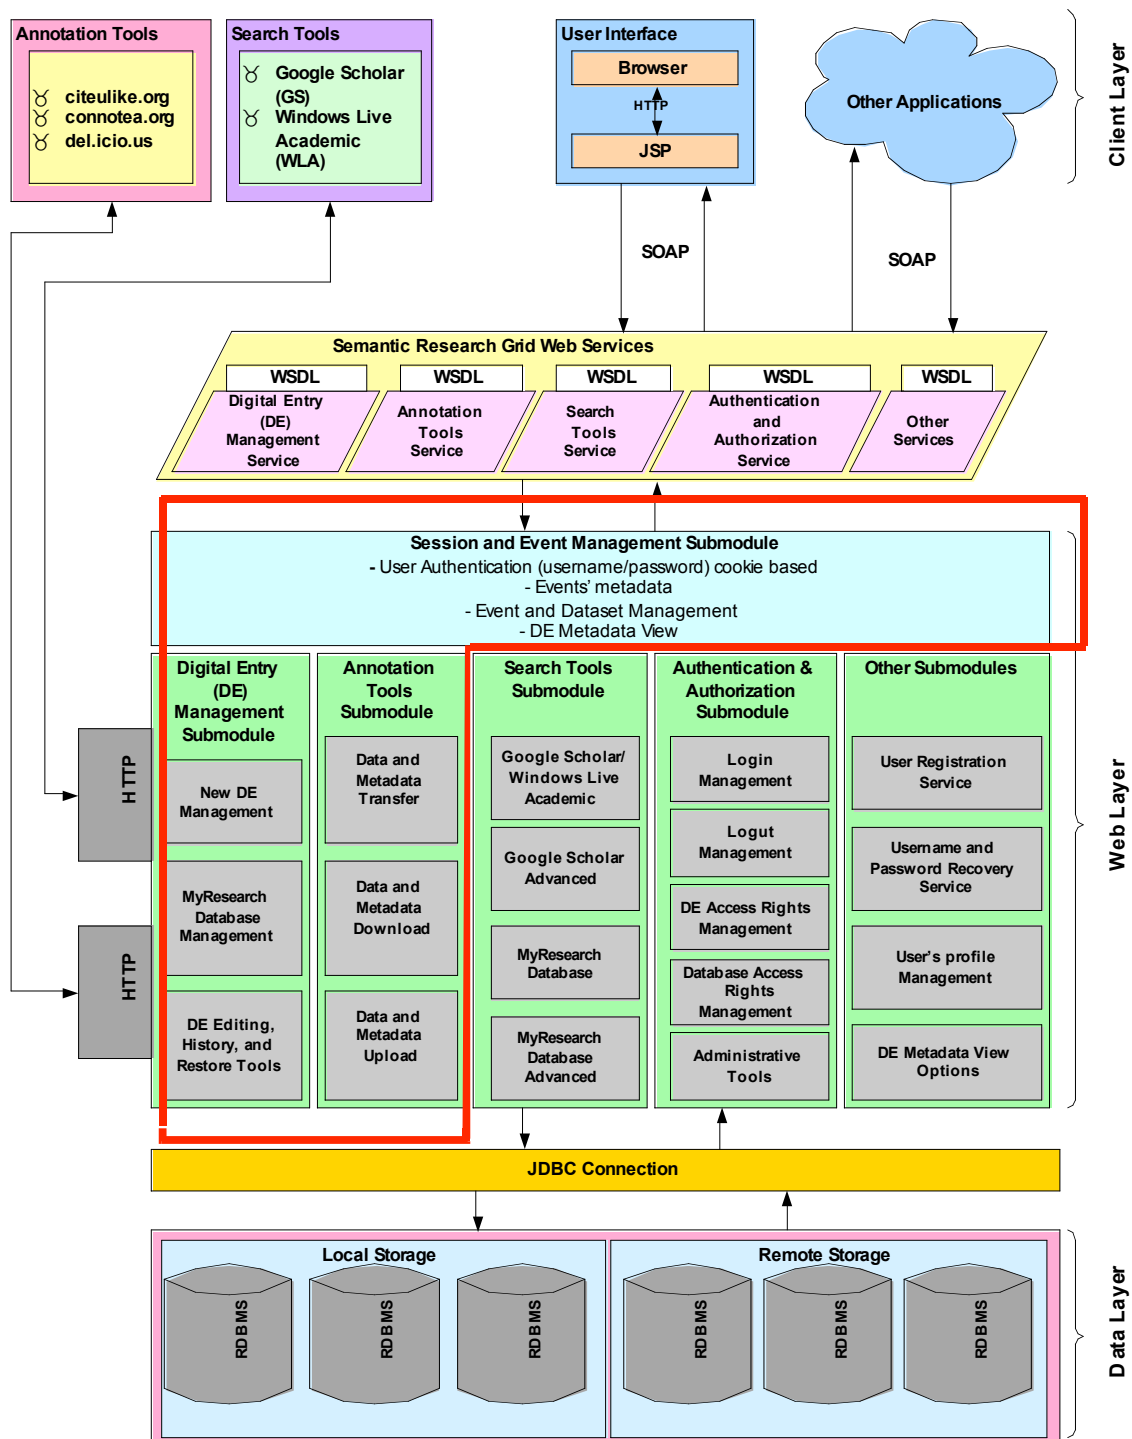 Annotation Tools
citeulike.org
connotea.org
del.icio.us
Search Tools
Google Scholar
(GS)
Windows Live
Academic
(WLA)
User Interface
Browser
HTTP
JSP
Other Applications
Client Layer
SOAP
SOAP
Semantic Research Grid Web Services
WSDL
Digital Entry
(DE)
Management
Service
WSDL
Annotation
Tools
Service
WSDL
Search
Tools
Service
WSDL
Authentication
and
Authorization
Service
WSDL
Other
Services
Session and Event Management Submodule
- User Authentication (username/password) cookie based
- Events' metadata
- Event and Dataset Management
- DE Metadata View
Digital Entry
(DE)
Management
Submodule
New DE
Management
MyResearch
Database
Management
DE Editing,
History, and
Restore Tools
Annotation
Tools
Submodule
Data and
Metadata
Transfer
Data and
Metadata
Download
Data and
Metadata
Upload
Search Tools
Submodule
Google Scholar/
Windows Live
Academic
Google Scholar
Advanced
MyResearch
Database
MyResearch
Database
Advanced
Authentication &
Authorization
Submodule
Login
Management
Logut
Management
DE Access Rights
Management
Database Access
Rights
Management
Administrative
Tools
Other Submodules
User Registration
Service
Username and
Password Recovery
Service
User's profile
Management
DE Metadata View
Options
HTTP
HTTP
Web Layer
JDBC Connection
Local Storage
RDBMS
RDBMS
RDBMS
Remote Storage
RDBMS
RDBMS
RDBMS
Data Layer